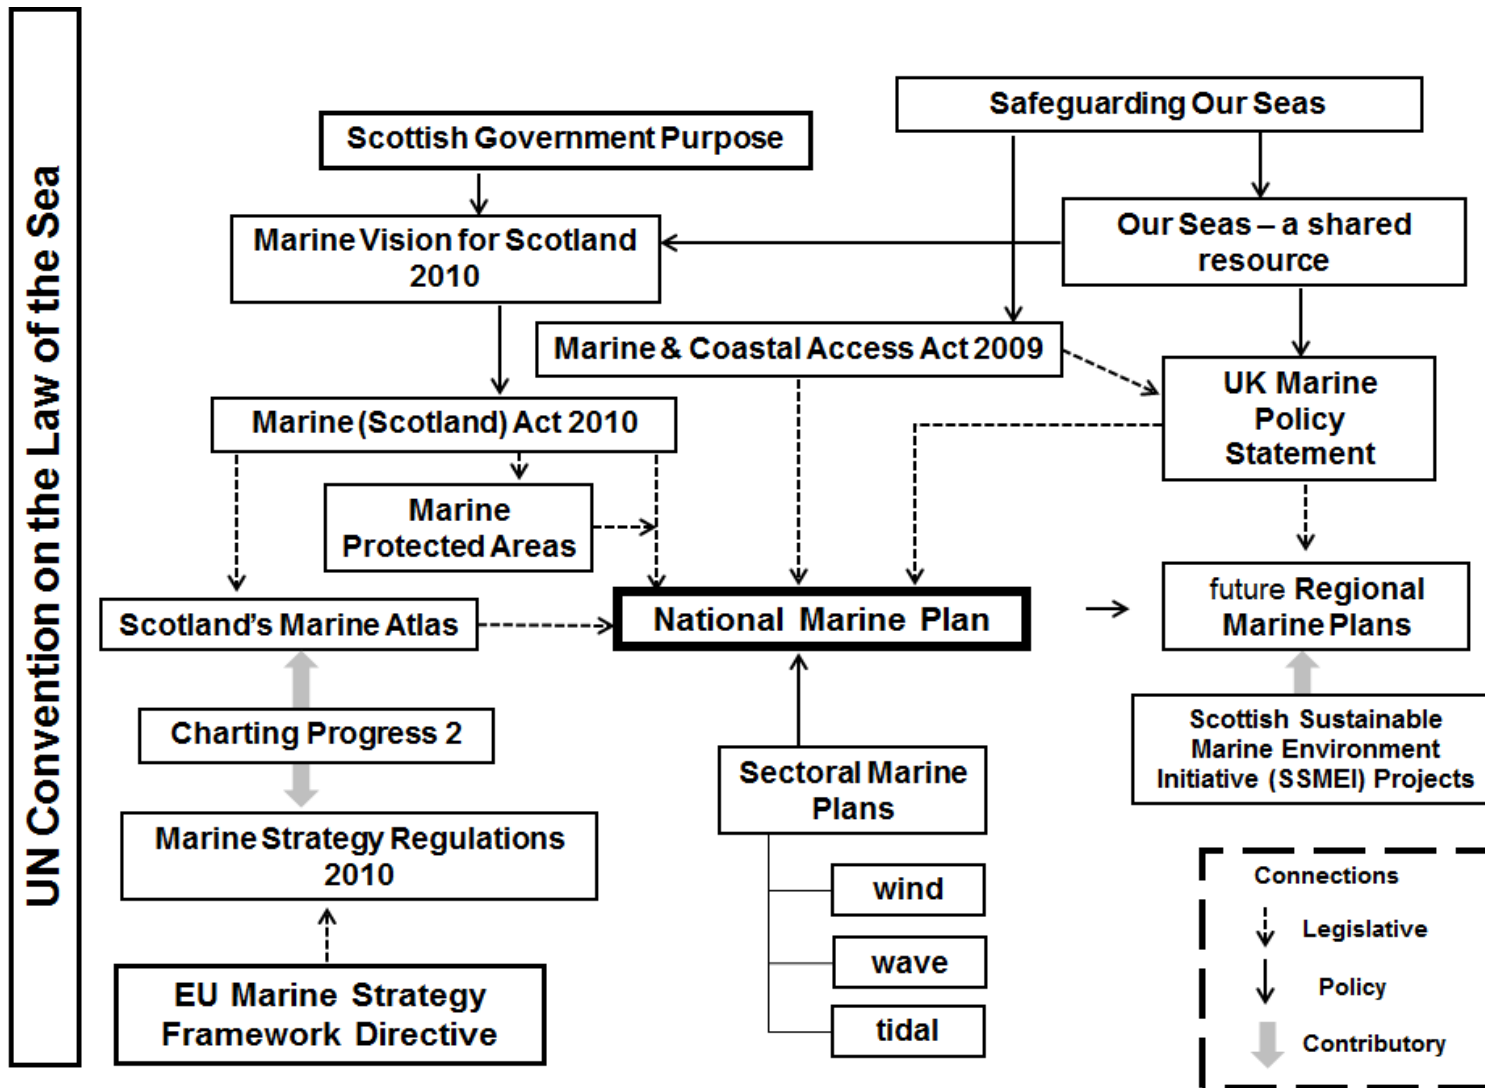 UN Convention on the Law of the Sea
Safeguarding Our Seas
Scottish Government Purpose
Marine Vision for Scotland
2010
Our Seas – a shared
resource
Marine & Coastal Access Act 2009
UK Marine
Policy
Statement
Marine (Scotland) Act 2010
Marine
Protected Areas
Scotland's Marine Atlas
National Marine Plan
future Regional
Marine Plans
Charting Progress 2
Scottish Sustainable
Marine Environment
Initiative (SSMEI) Projects
Sectoral Marine
Plans
Marine Strategy Regulations
2010
wind
wave
tidal
EU Marine Strategy
Framework Directive
Connections
Legislative
Policy
Contributory